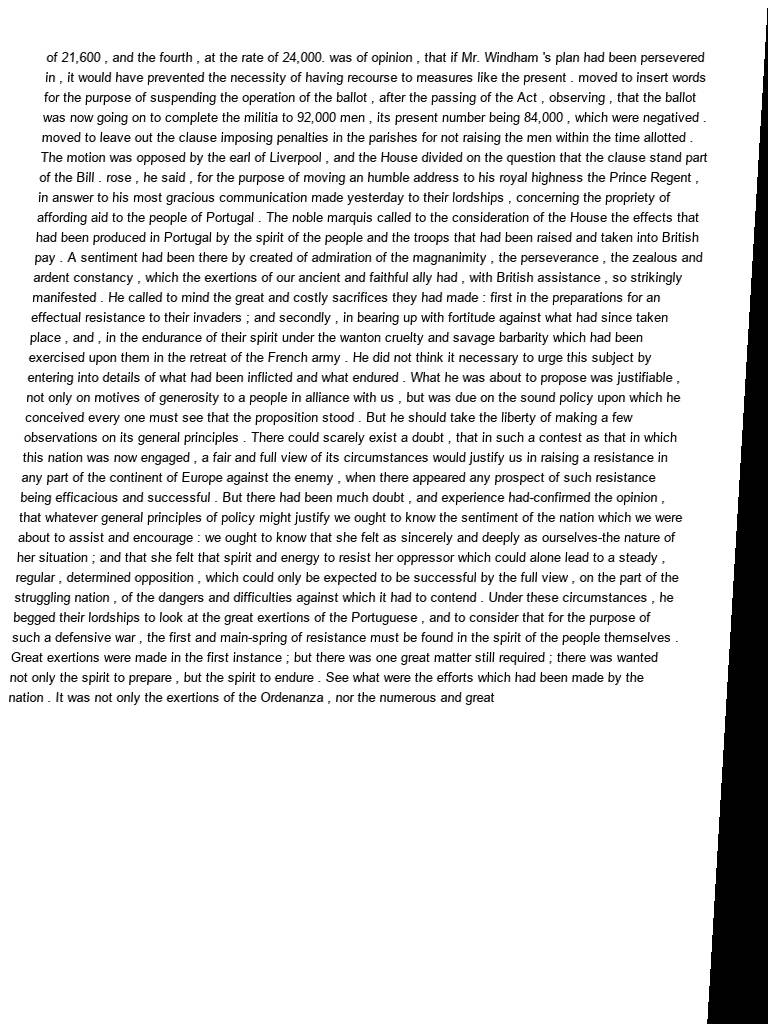 of 21,600 , and the fourth , at the rate of 24,000. was of opinion , that if Mr. Windham 's plan had been persevered
in , it would have prevented the necessity of having recourse to measures like the present . moved to insert words
for the purpose of suspending the operation of the ballot , after the passing of the Act , observing , that the ballot
was now going on to complete the militia to 92,000 men , its present number being 84,000 , which were negatived .
moved to leave out the clause imposing penalties in the parishes for not raising the men within the time allotted .
The motion was opposed by the earl of Liverpool , and the House divided on the question that the clause stand part
of the Bill . rose , he said , for the purpose of moving an humble address to his royal highness the Prince Regent ,
in answer to his most gracious communication made yesterday to their lordships , concerning the propriety of
affording aid to the people of Portugal . The noble marquis called to the consideration of the House the effects that
had been produced in Portugal by the spirit of the people and the troops that had been raised and taken into British
pay . A sentiment had been there by created of admiration of the magnanimity , the perseverance , the zealous and
ardent constancy , which the exertions of our ancient and faithful ally had , with British assistance , so strikingly
manifested . He called to mind the great and costly sacrifices they had made : first in the preparations for an
effectual resistance to their invaders ; and secondly , in bearing up with fortitude against what had since taken
place , and , in the endurance of their spirit under the wanton cruelty and savage barbarity which had been
exercised upon them in the retreat of the French army . He did not think it necessary to urge this subject by
entering into details of what had been inflicted and what endured . What he was about to propose was justifiable ,
not only on motives of generosity to a people in alliance with us , but was due on the sound policy upon which he
conceived every one must see that the proposition stood . But he should take the liberty of making a few
observations on its general principles . There could scarely exist a doubt , that in such a contest as that in which
this nation was now engaged , a fair and full view of its circumstances would justify us in raising a resistance in
any part of the continent of Europe against the enemy , when there appeared any prospect of such resistance
being efficacious and successful . But there had been much doubt , and experience had-confirmed the opinion ,
that whatever general principles of policy might justify we ought to know the sentiment of the nation which we were
about to assist and encourage : we ought to know that she felt as sincerely and deeply as ourselves-the nature of
her situation ; and that she felt that spirit and energy to resist her oppressor which could alone lead to a steady ,
regular , determined opposition , which could only be expected to be successful by the full view , on the part of the
struggling nation , of the dangers and difficulties against which it had to contend . Under these circumstances , he
begged their lordships to look at the great exertions of the Portuguese , and to consider that for the purpose of
such a defensive war , the first and main-spring of resistance must be found in the spirit of the people themselves .
Great exertions were made in the first instance ; but there was one great matter still required ; there was wanted
not only the spirit to prepare , but the spirit to endure . See what were the efforts which had been made by the
nation . It was not only the exertions of the Ordenanza , nor the numerous and great